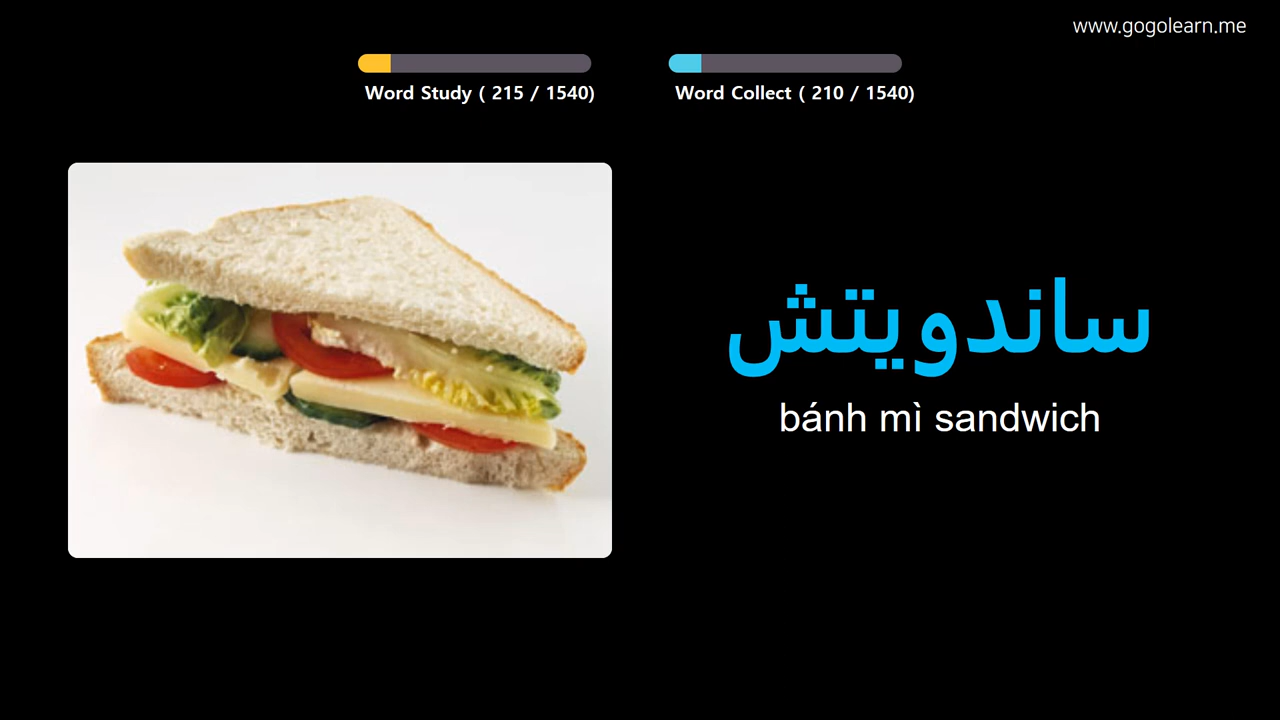 www.gogolearn.me
Word Study ( 215 / 1540)
Word Collect ( 210 / 1540)
ساندويتش
bánh mì sandwich